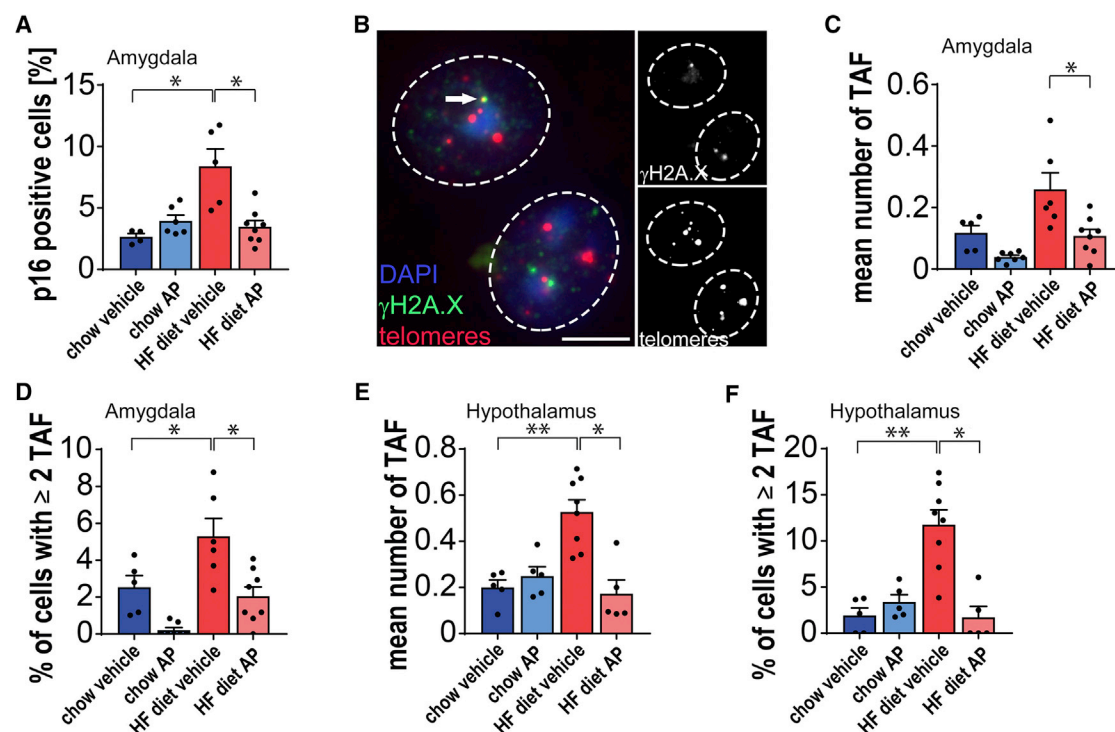 A
Amygdala
p16 positive cells [%]
15
10
5
0
*
*
chow vehicle
chow AP
HF diet vehicle
HF diet AP
B
DAPI
γH2A.X
telomeres
γH2A.X
telomeres
C
Amygdala
mean number of TAF
0.6
0.4
0.2
0
*
chow vehicle
chow AP
HF diet vehicle
HF diet AP
D
Amygdala
% of cells with ≥ 2 TAF
10
8
6
4
2
0
*
*
chow vehicle
chow AP
HF diet vehicle
HF diet AP
E
Hypothalamus
mean number of TAF
0.8
0.6
0.4
0.2
0
**
*
chow vehicle
chow AP
HF diet vehicle
HF diet AP
F
Hypothalamus
% of cells with ≥ 2 TAF
20
15
10
5
0
**
*
chow vehicle
chow AP
HF diet vehicle
HF diet AP